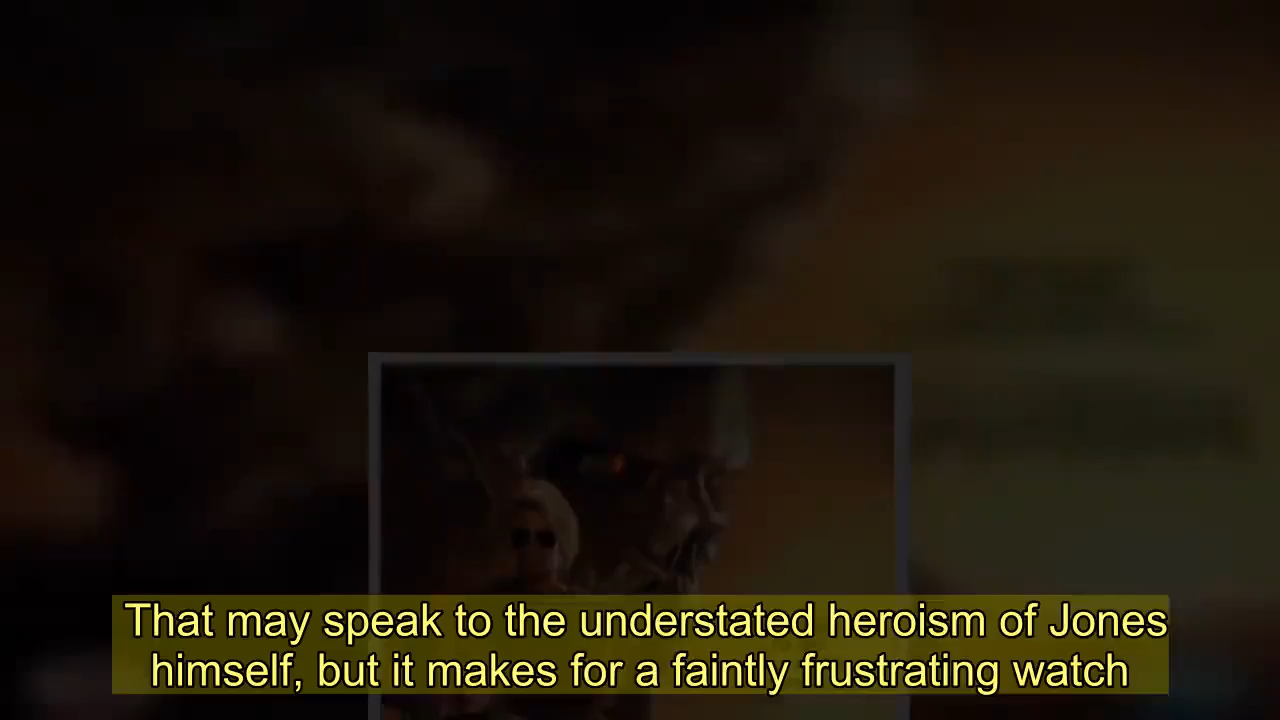 That may speak to the understated heroism of Jones
himself, but it makes for a faintly frustrating watch